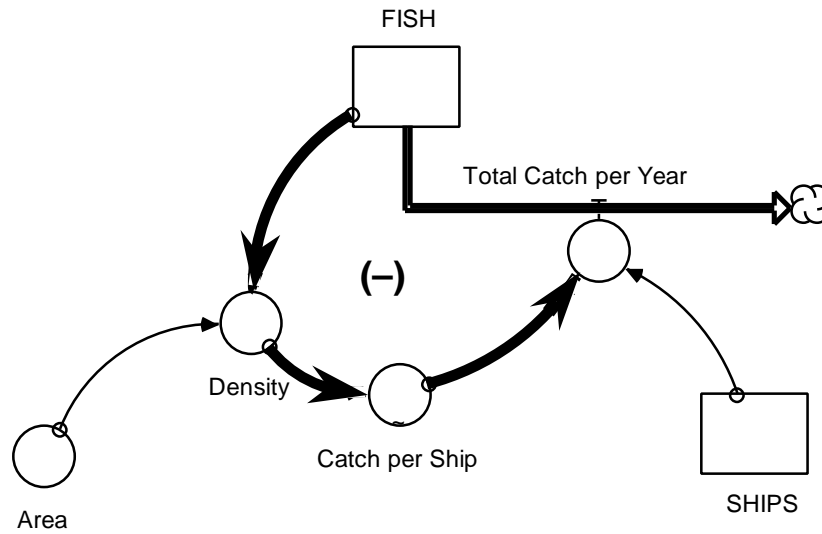 FISH
Total Catch per Year
(–)
Density
Catch per Ship
~
SHIPS
Area